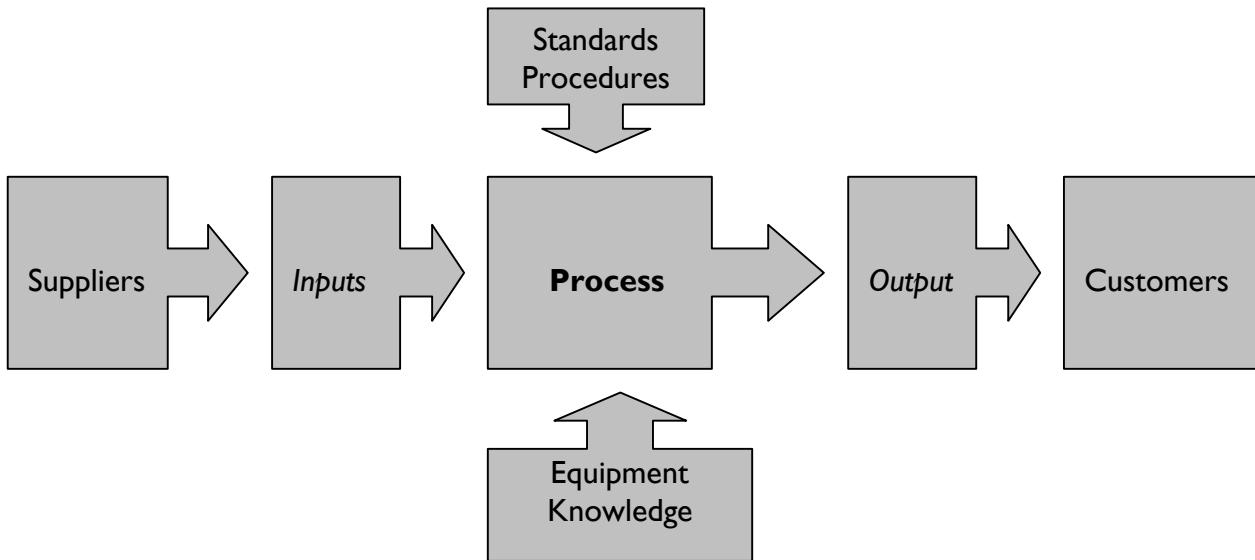 Standards
Procedures
Suppliers
Inputs
Process
Output
Customers
Equipment
Knowledge